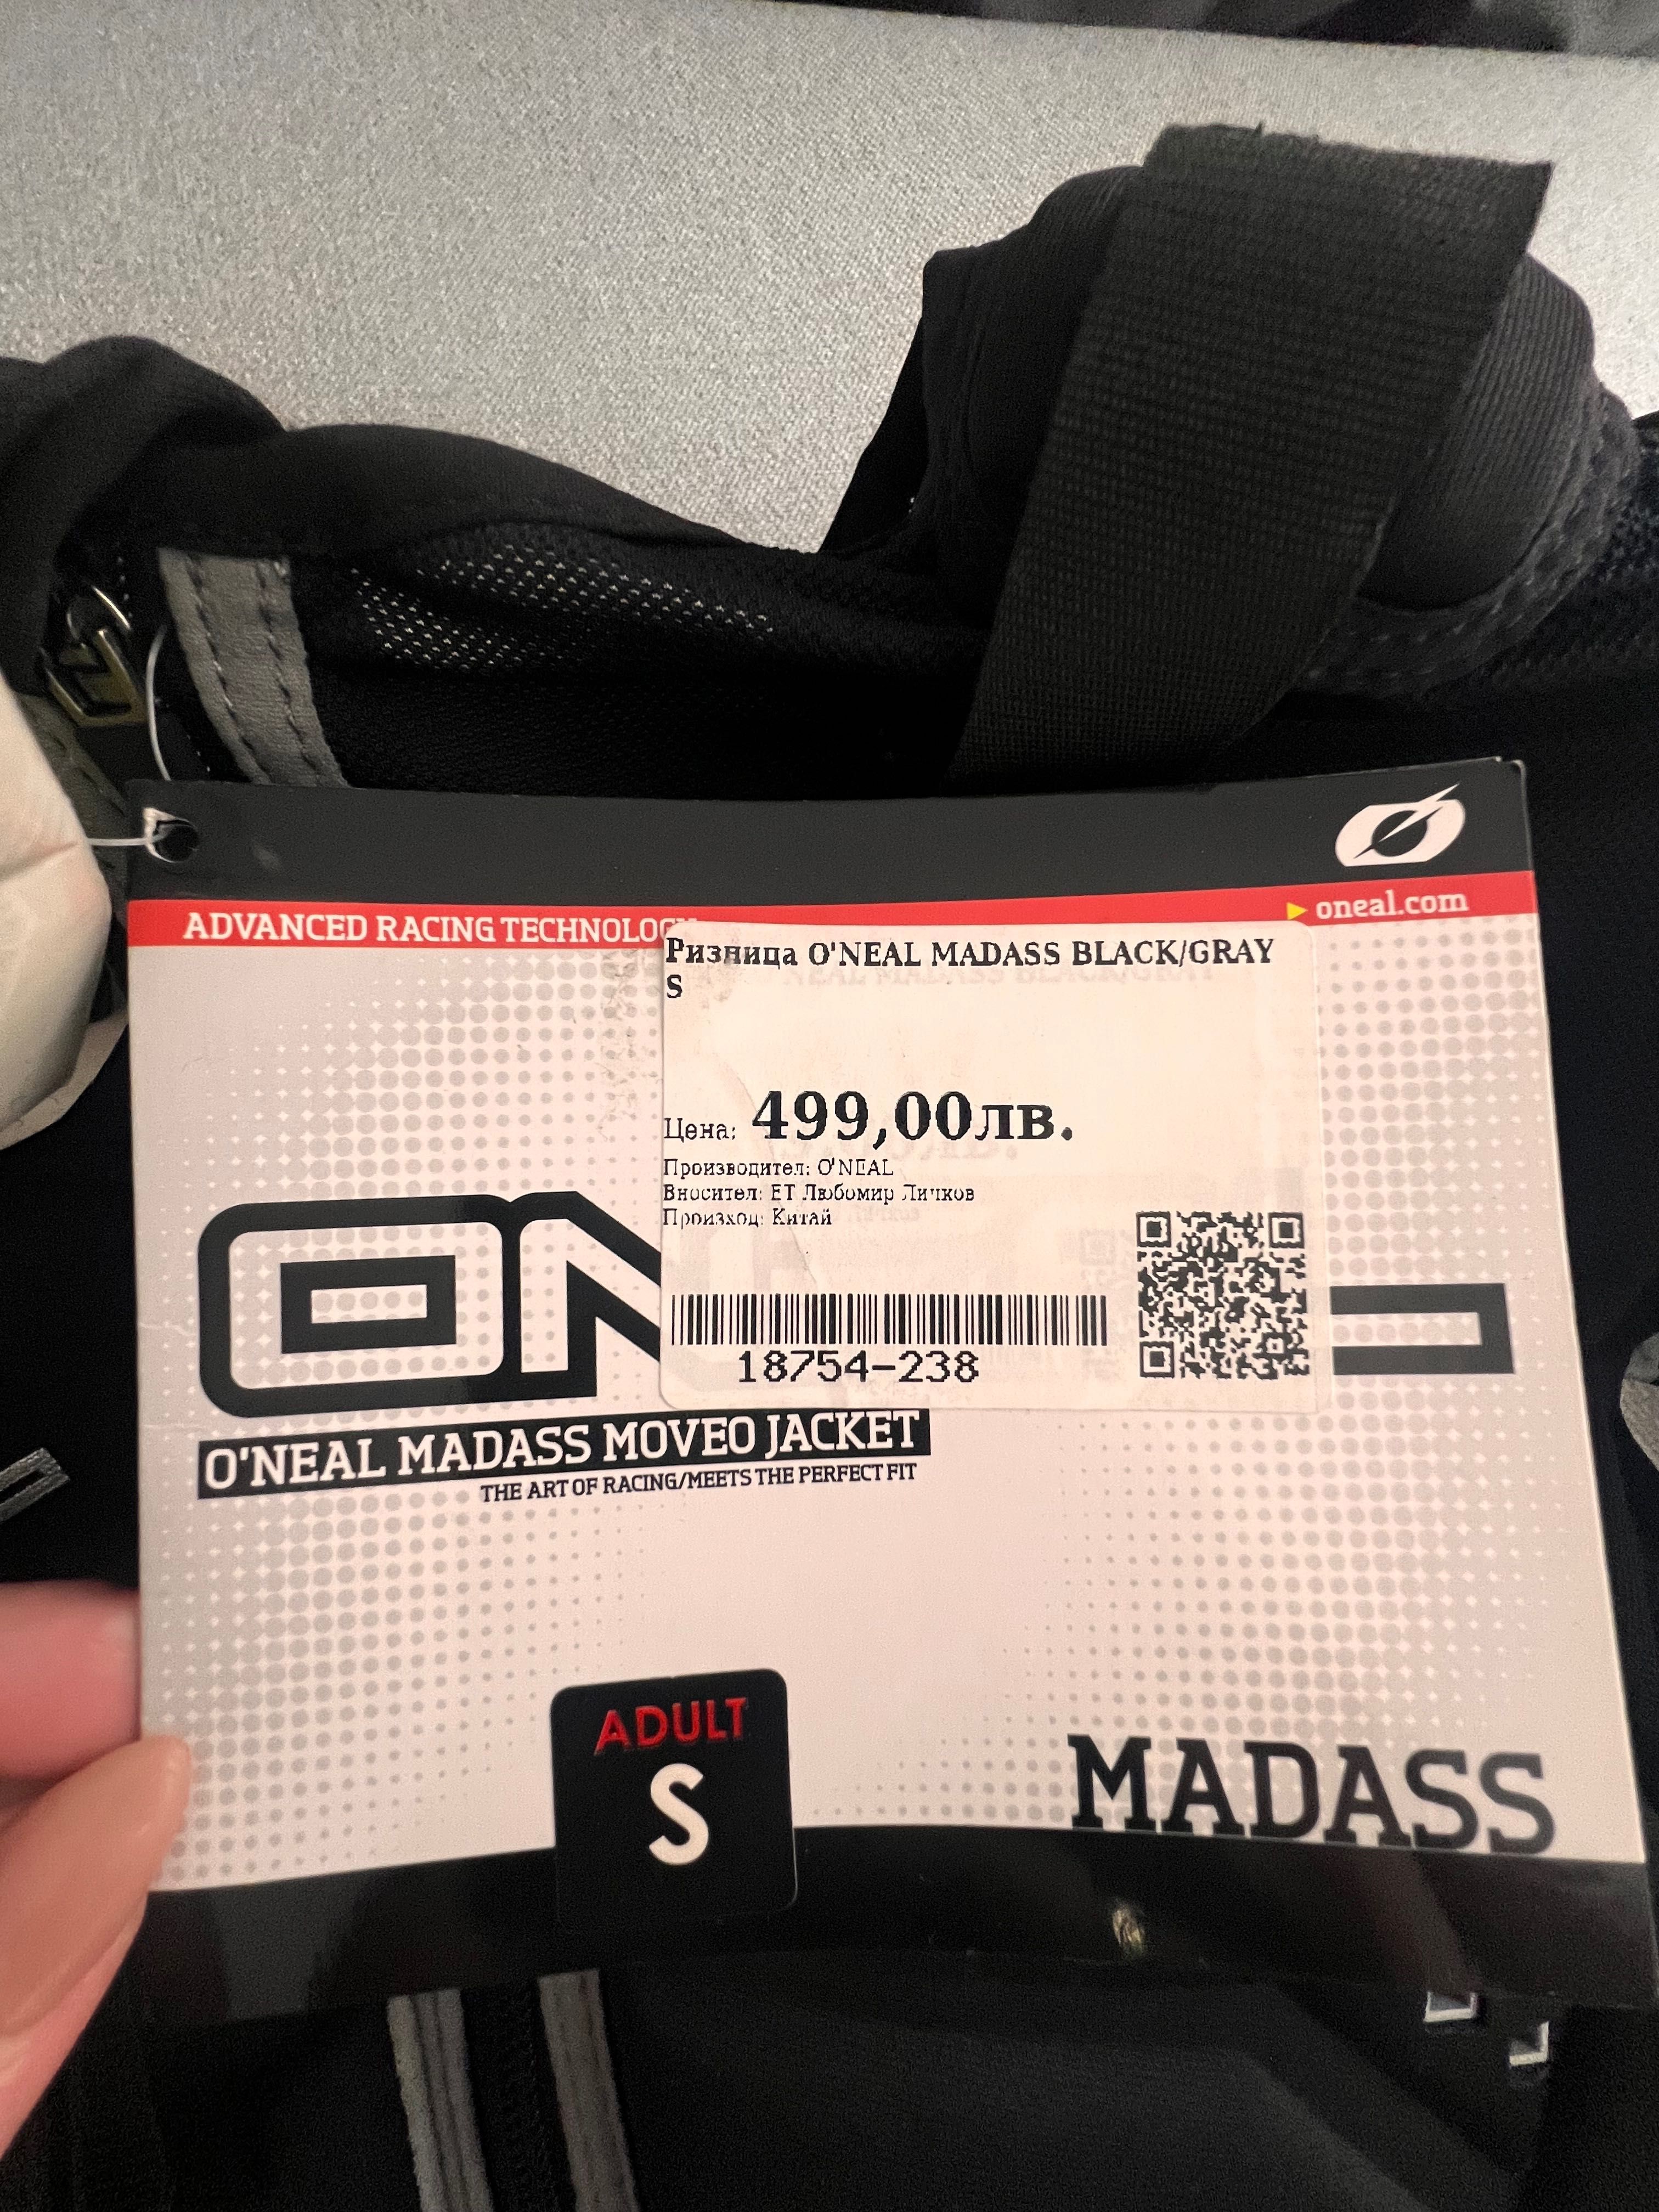 ADVANCED RACING TECHNOLOGY
oneal.com
Ризница O'NEAL MADASS BLACK/GRAY
S
Цена: 499,00лв.
Производител: O'NEAL
Вносител: ЕТ Любомир Личков
Произход: Китай
18754-238
O'NEAL MADASS MOVEO JACKET
THE ART OF RACING/MEETS THE PERFECT FIT
ADULT
S
MADASS